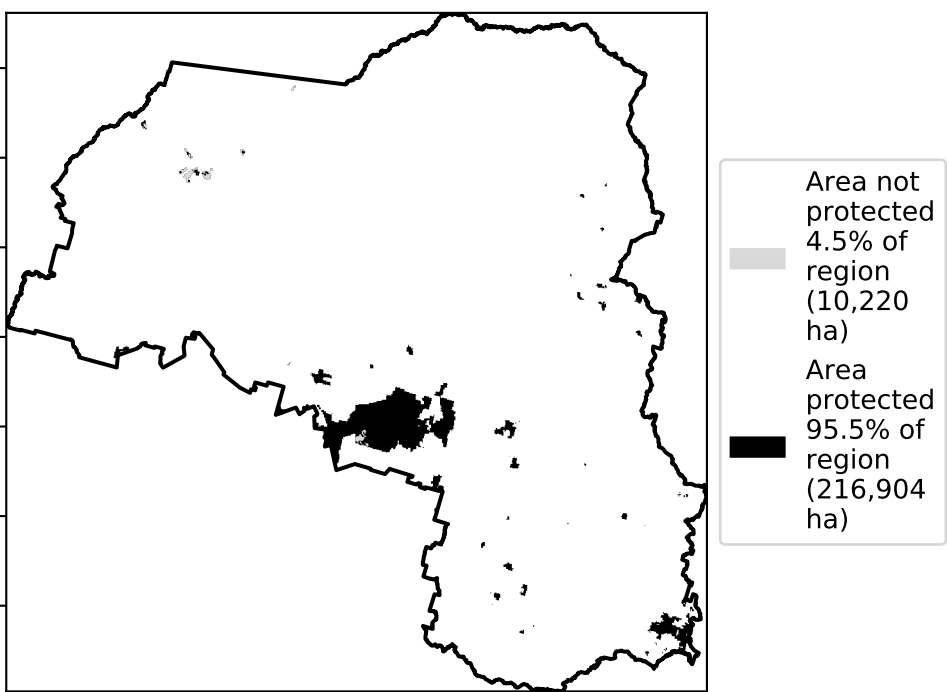 Area not
protected
4.5% of
region
(10,220
ha)
Area
protected
95.5% of
region
(216,904
ha)